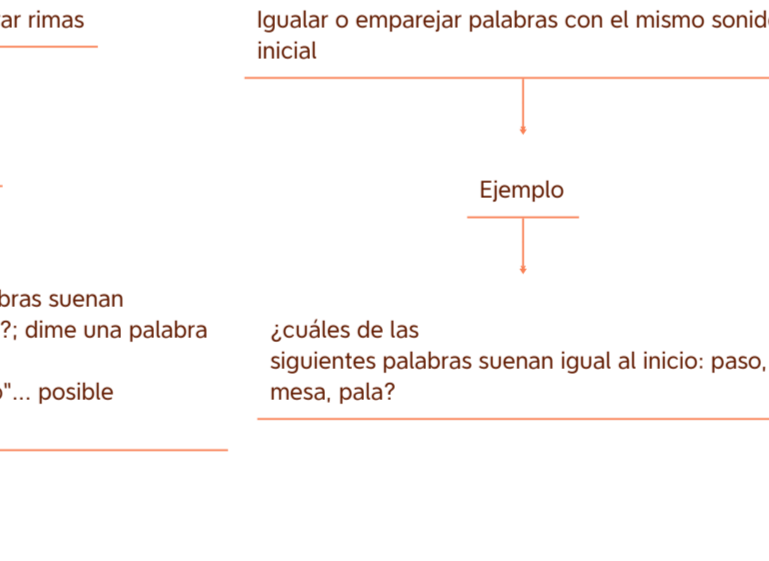 ar rimas
Igualar o emparejar palabras con el mismo sonid
inicial
Ejemplo
bras suenan
?; dime una palabra
"... posible
¿cuáles de las
siguientes palabras suenan igual al inicio: paso,
mesa, pala?